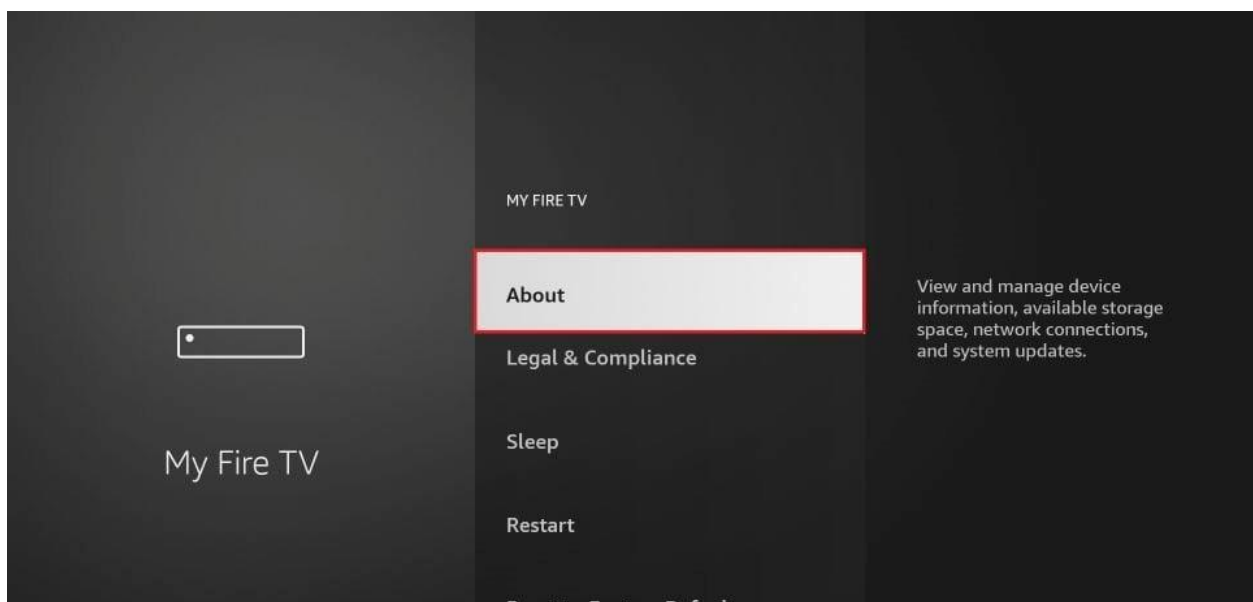 MY FIRE TV
About
Legal & Compliance
Sleep
Restart
My Fire TV
View and manage device
information, available storage
space, network connections,
and system updates.